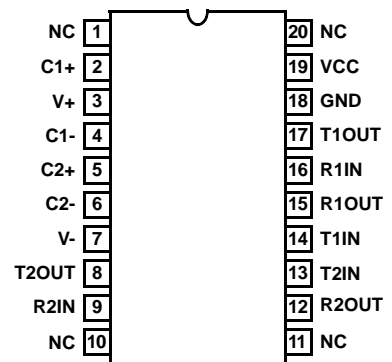 NC 1 20 NC
C1+ 2 19 VCC
V+ 3 18 GND
C1- 4 17 T1OUT
C2+ 5 16 R1IN
C2- 6 15 R1OUT
V- 7 14 T1IN
T2OUT 8 13 T2IN
R2IN 9 12 R2OUT
NC 10 11 NC